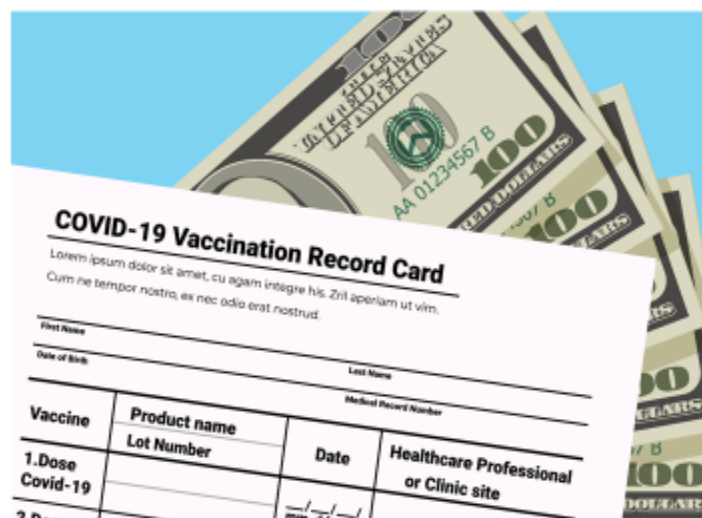 100
UNITED STATES
100
AA 01234567 B
100
100
COVID-19 Vaccination Record Card
Lorem ipsum dolor sit amet, cu agam integre his. Zril aperiam ut vim.
Cum ne tempor nostro, ex nec odio erat nostrud.
First Name
Last Name
Date of Birth
Medical Record Number
Vaccine
Product name
Lot Number
Date
Healthcare Professional
or Clinic site
1.Dose
Covid-19
100